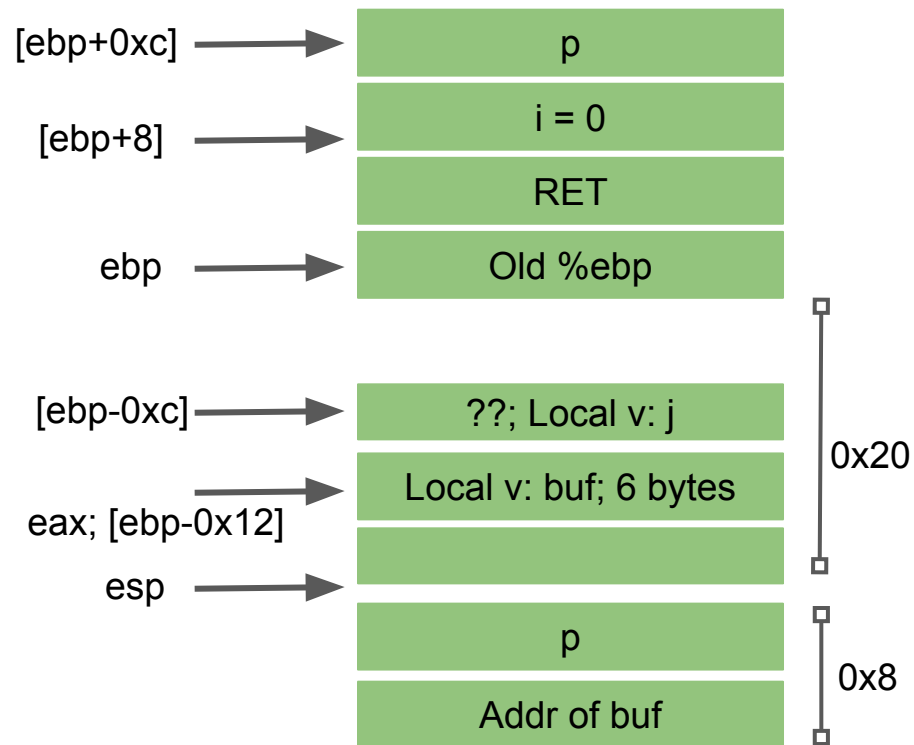 [ebp+0xc]
p
i = 0
[ebp+8]
RET
ebp
Old %ebp
[ebp-0xc]
??; Local v: j
0x20
Local v: buf; 6 bytes
eax; [ebp-0x12]
esp
p
0x8
Addr of buf